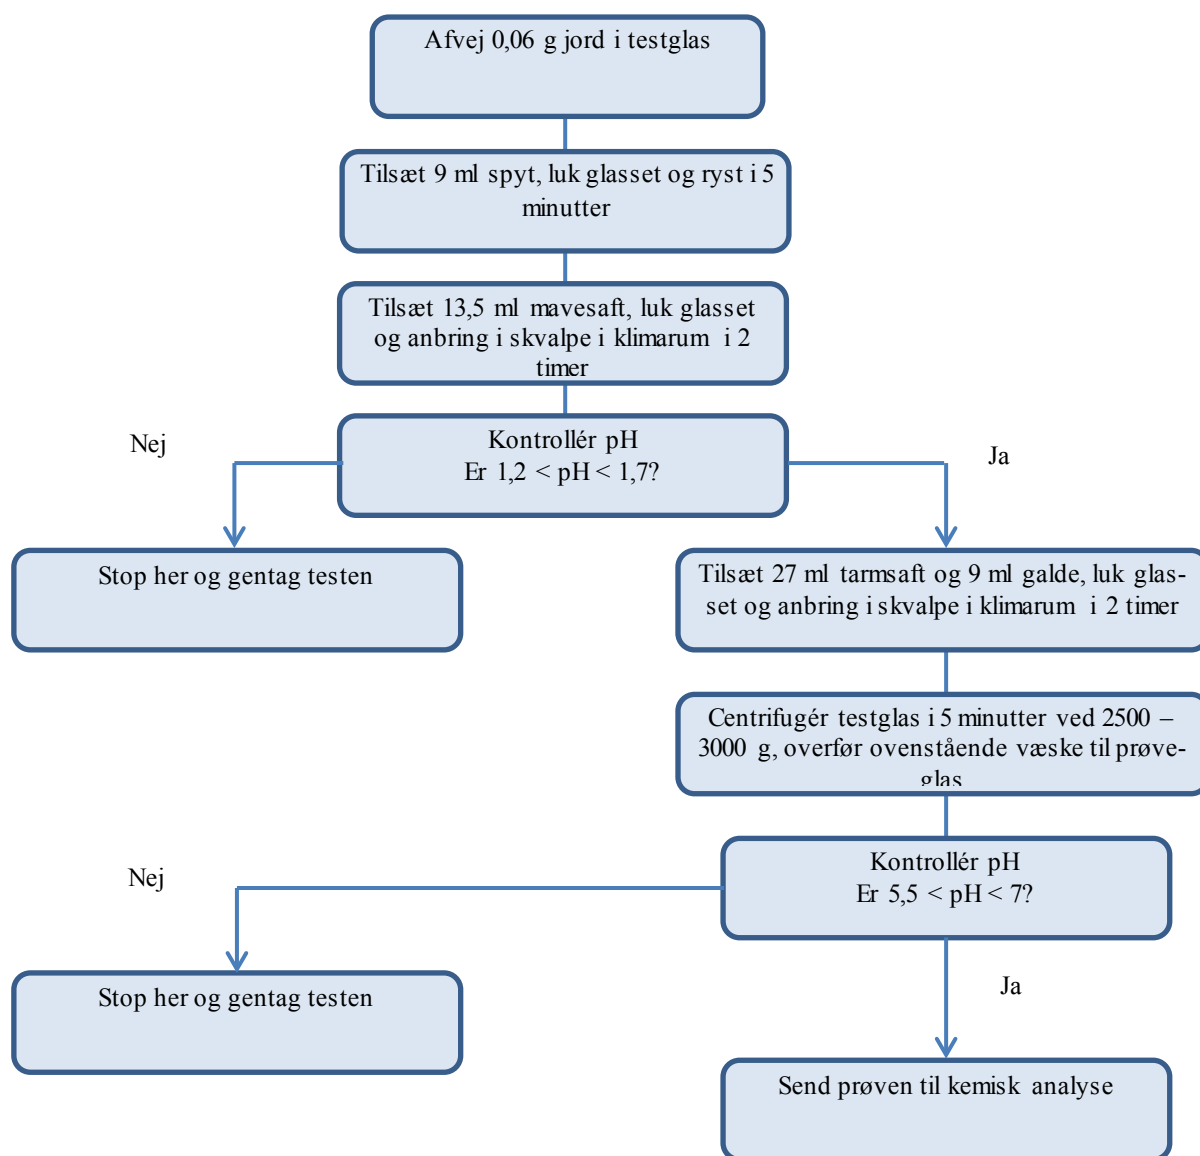 Afvej 0,06 g jord i testglas
Tilsæt 9 ml spyt, luk glasset og ryst i 5
minutter
Tilsæt 13,5 ml mavesaft, luk glasset
og anbring i skvalpe i klimarum i 2
timer
Kontrollér pH
Er 1,2 < pH < 1,7?
Nej
Ja
Stop her og gentag testen
Tilsæt 27 ml tarmsaft og 9 ml galde, luk glas-
set og anbring i skvalpe i klimarum i 2 timer
Centrifugér testglas i 5 minutter ved 2500 –
3000 g, overfør ovenstående væske til prøve-
glas
Kontrollér pH
Er 5,5 < pH < 7?
Nej
Ja
Stop her og gentag testen
Send prøven til kemisk analyse